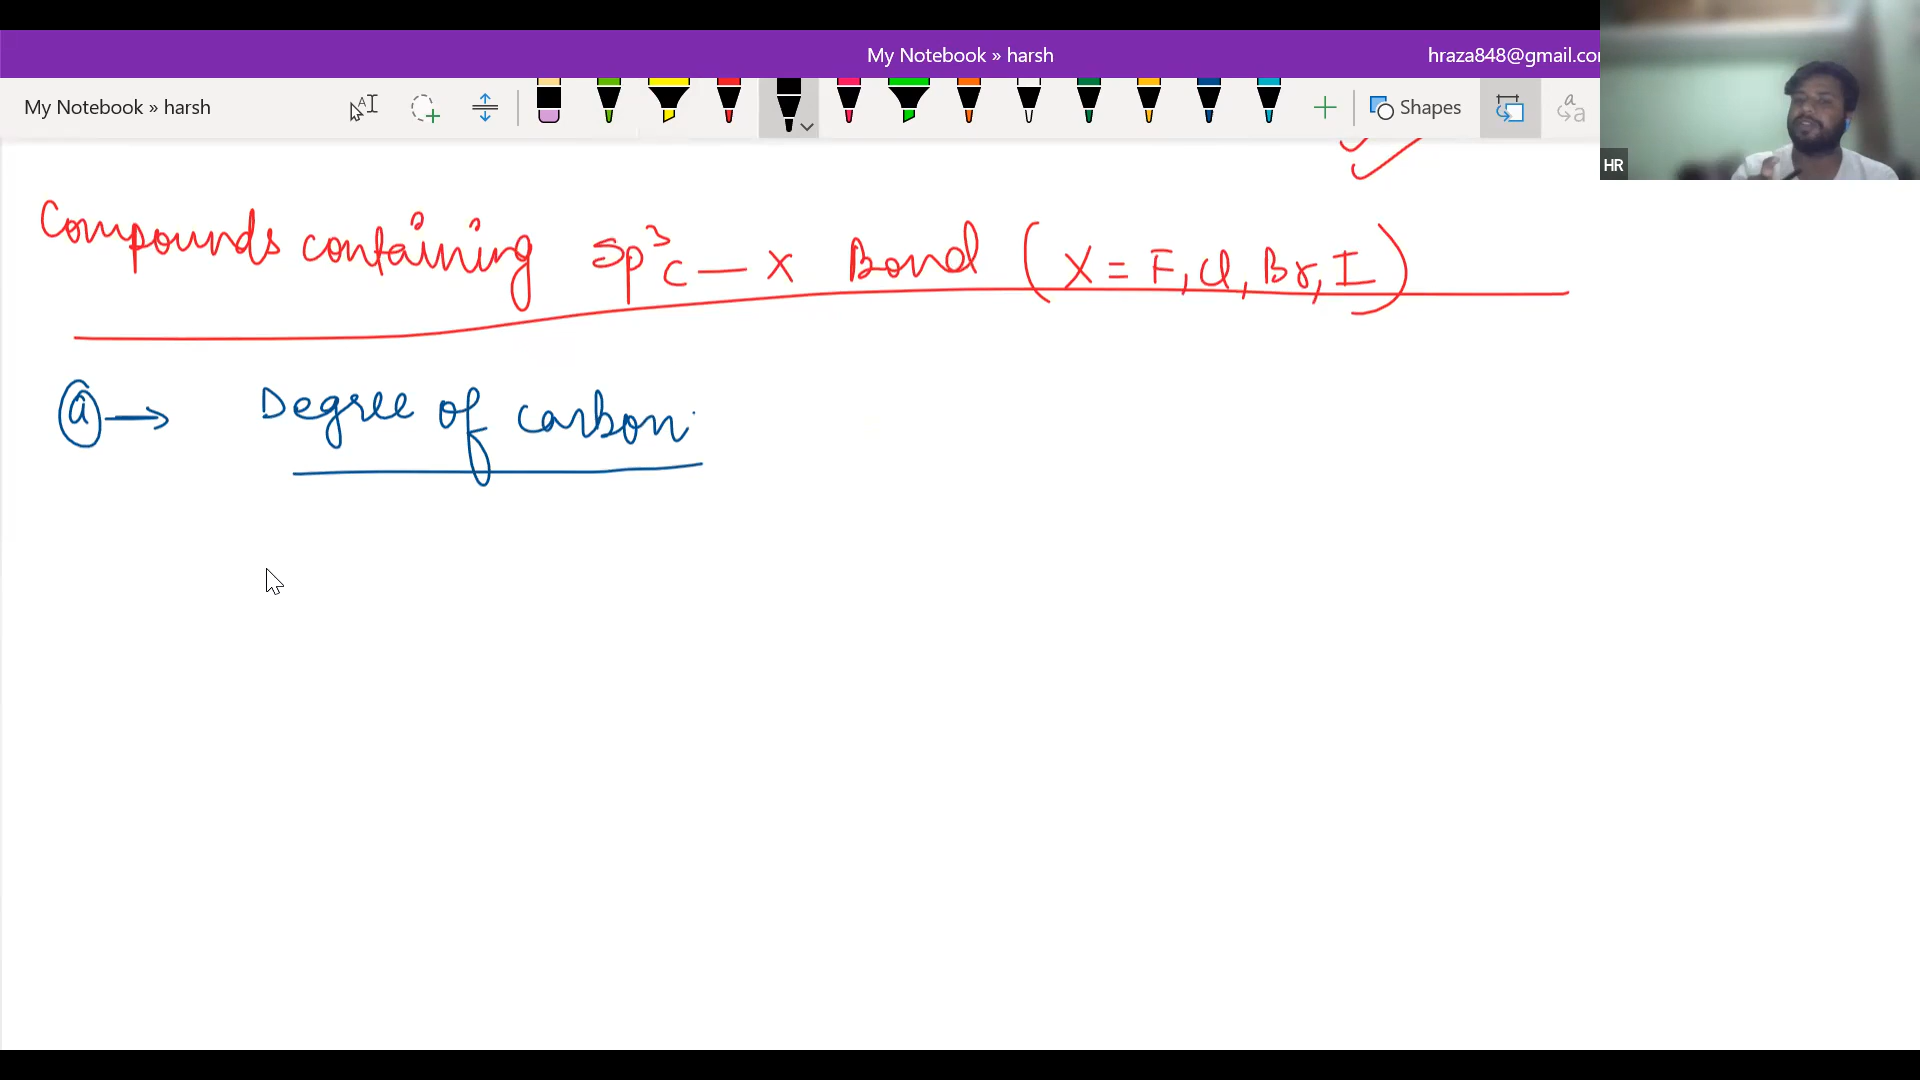 My Notebook » harsh
hraza848@gmail.co
My Notebook » harsh
Shapes
HR
Compounds containing sp³c — X Bond (X = F, Cl, Br, I)
(a) → Degree of carbon